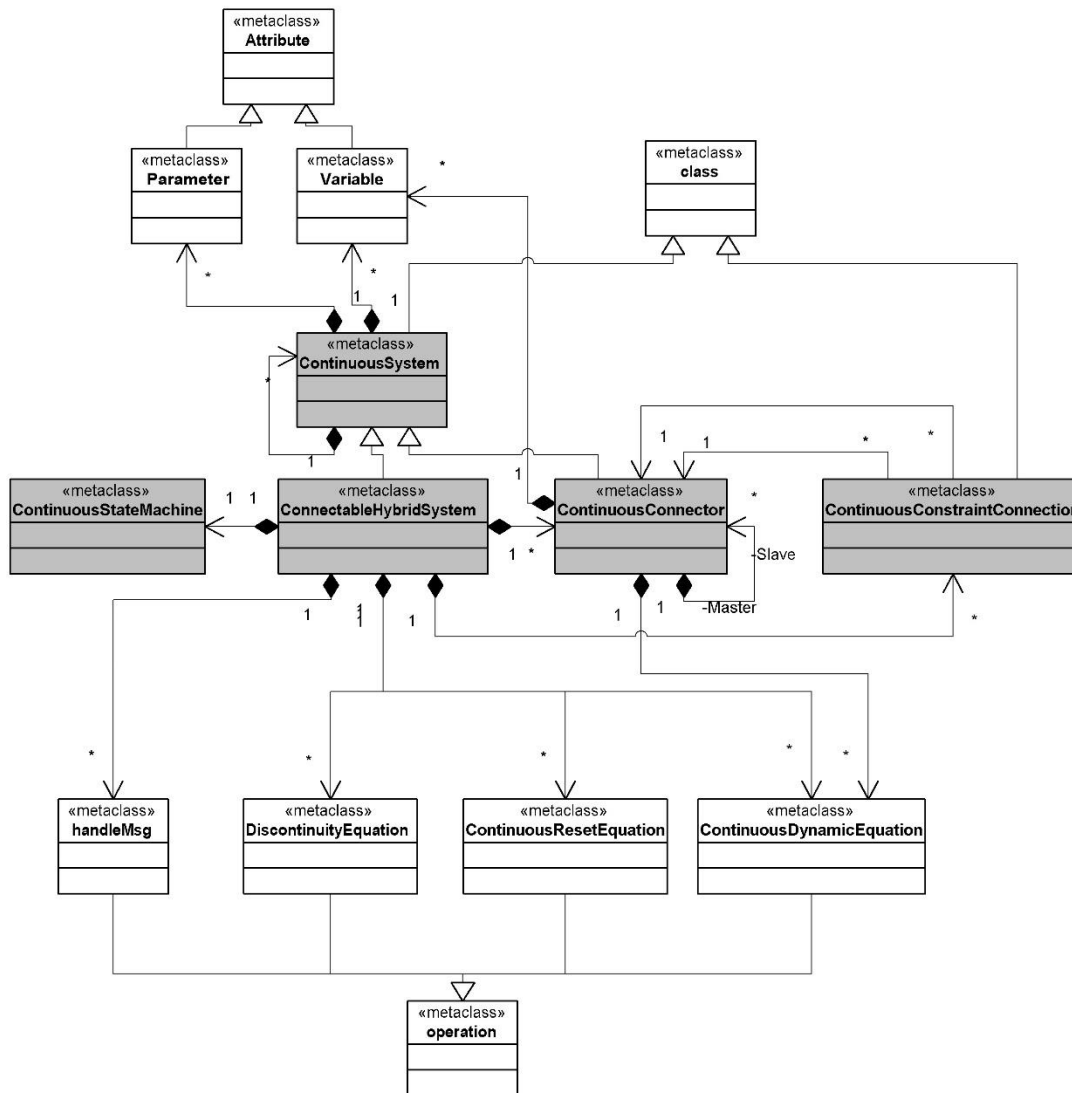 «metaclass»
Attribute
«metaclass»
Parameter
«metaclass»
Variable
*
«metaclass»
class
*
*
1
1
«metaclass»
ContinuousSystem
*
1
1
1
1
*
*
«metaclass»
ContinuousStateMachine
1
1
«metaclass»
ConnectableHybridSystem
1
*
«metaclass»
ContinuousConnector
*
-Slave
-Master
«metaclass»
ContinuousConstraintConnection
1
1
1
1
1
1
1
*
*
*
*
*
*
«metaclass»
handleMsg
«metaclass»
DiscontinuityEquation
«metaclass»
ContinuousResetEquation
«metaclass»
ContinuousDynamicEquation
«metaclass»
operation